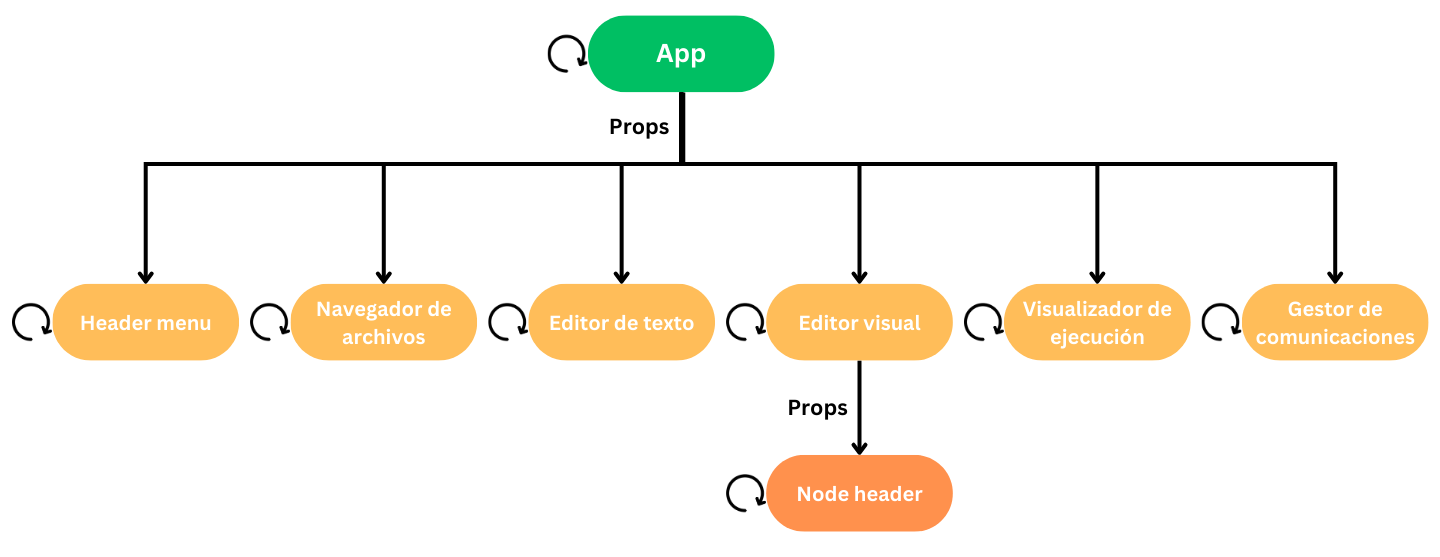 App
Props
Header menu
Navegador de
archivos
Editor de texto
Editor visual
Visualizador de
ejecución
Gestor de
comunicaciones
Props
Node header